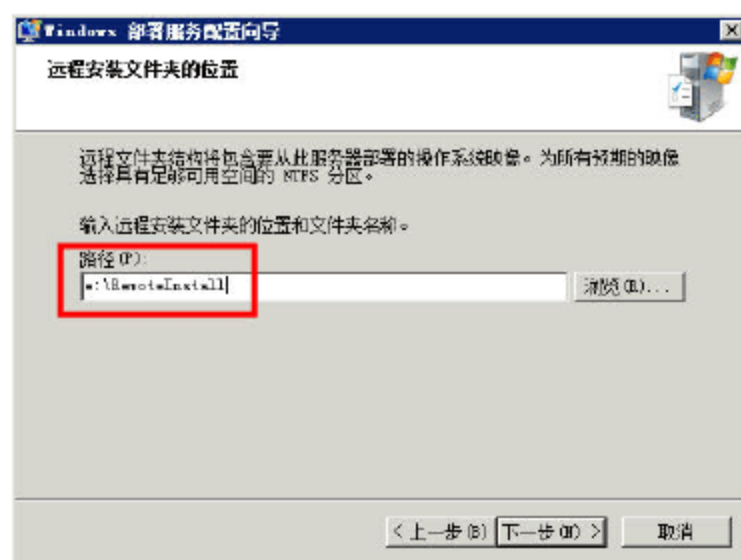 Windows 部署服务配置向导
远程安装文件夹的位置
远程文件夹结构将包含要从此服务器部署的操作系统映像。为所有预期的映像
选择具有足够可用空间的 NTFS 分区。
输入远程安装文件夹的位置和文件夹名称。
路径(P):
e:\RemoteInstall
浏览(R)...
< 上一步(B) 下一步(N) > 取消